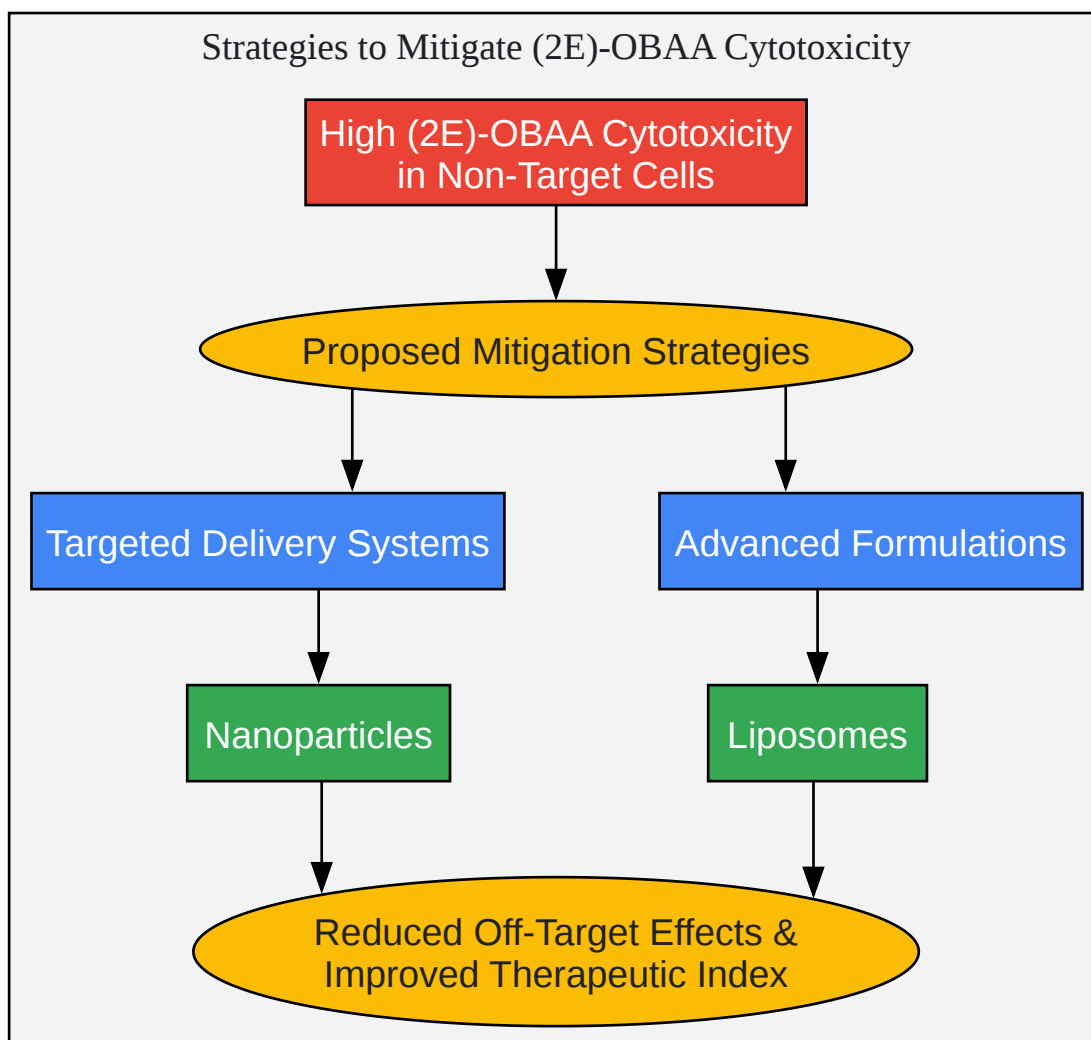 Strategies to Mitigate (2E)-OBAA Cytotoxicity
High (2E)-OBAA Cytotoxicity
in Non-Target Cells
Proposed Mitigation Strategies
Targeted Delivery Systems
Advanced Formulations
Nanoparticles
Liposomes
Reduced Off-Target Effects &
Improved Therapeutic Index